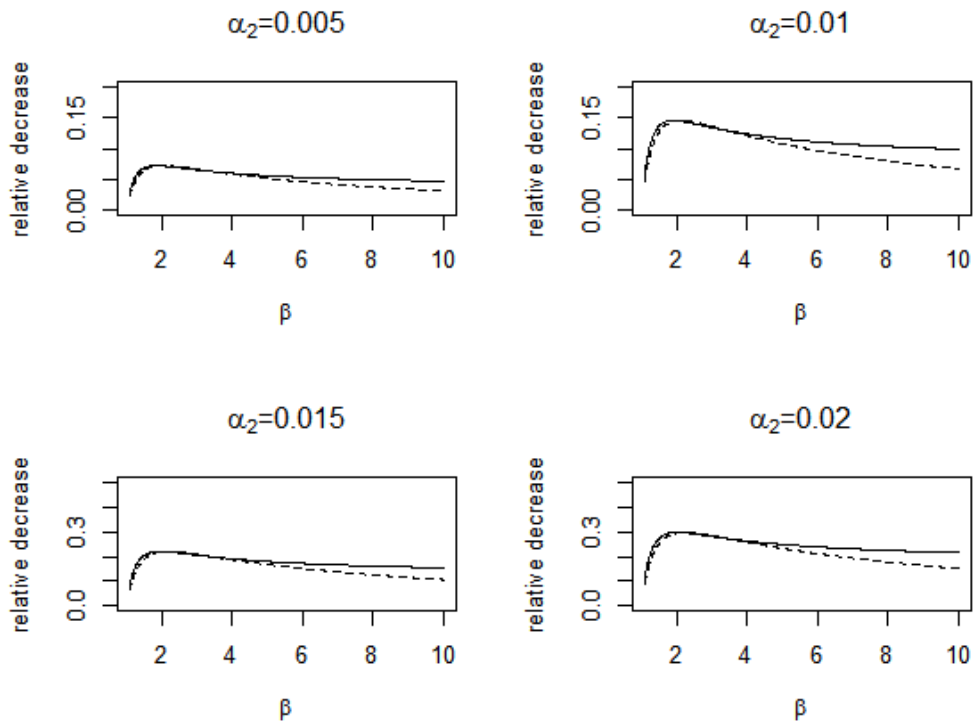 α₂=0.005
relative decrease
0.00 0.15
2 4 6 8 10
β
α₂=0.01
relative decrease
0.00 0.15
2 4 6 8 10
β
α₂=0.015
relative decrease
0.0 0.3
2 4 6 8 10
β
α₂=0.02
relative decrease
0.0 0.3
2 4 6 8 10
β